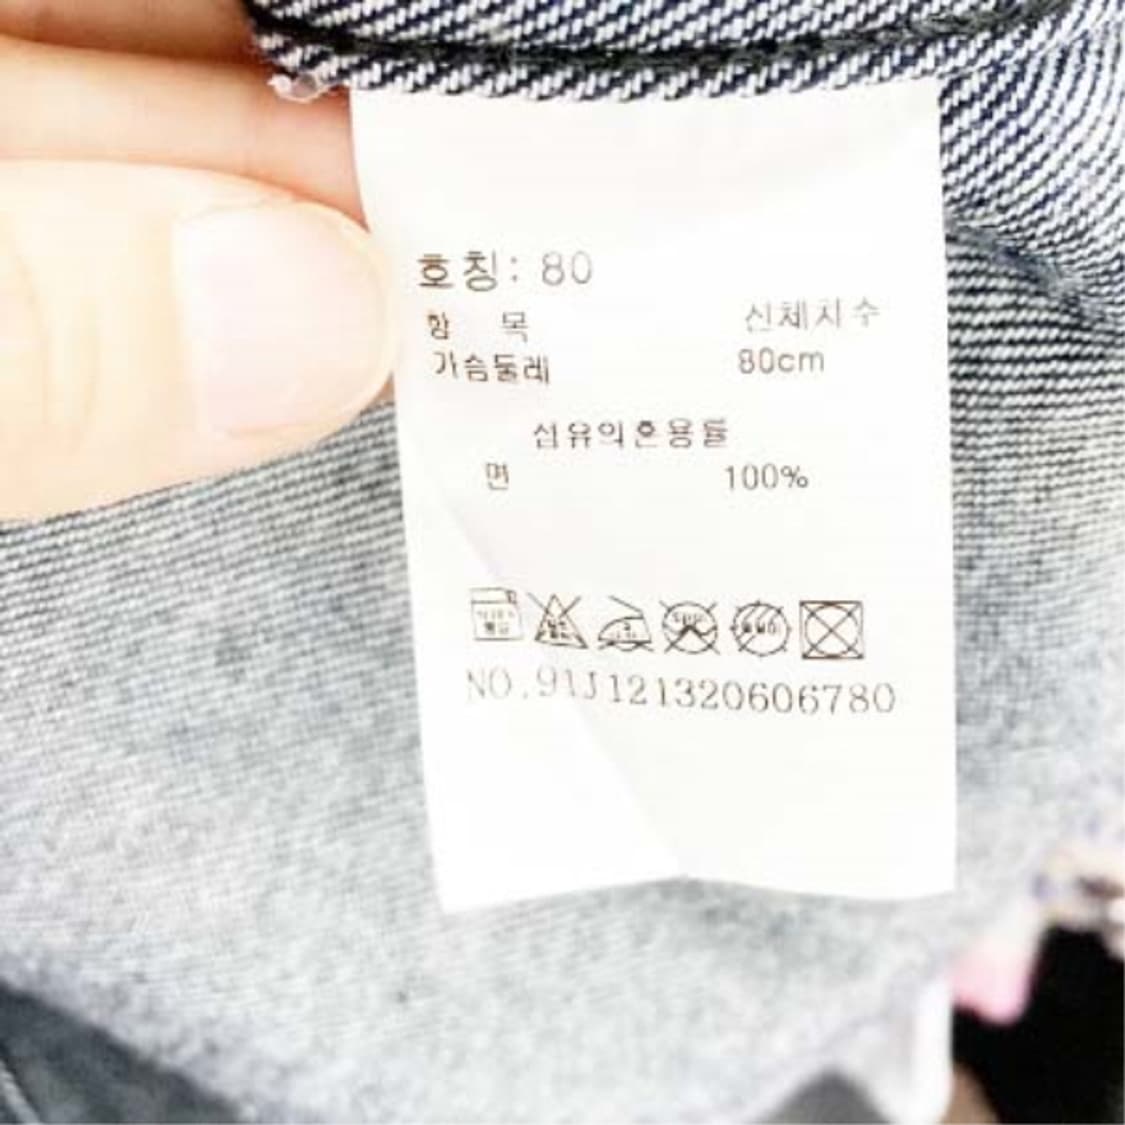 호칭: 80
항 목 신체치수
가슴둘레 80cm
섬유의혼용률
면 100%
NO.91J121320606780